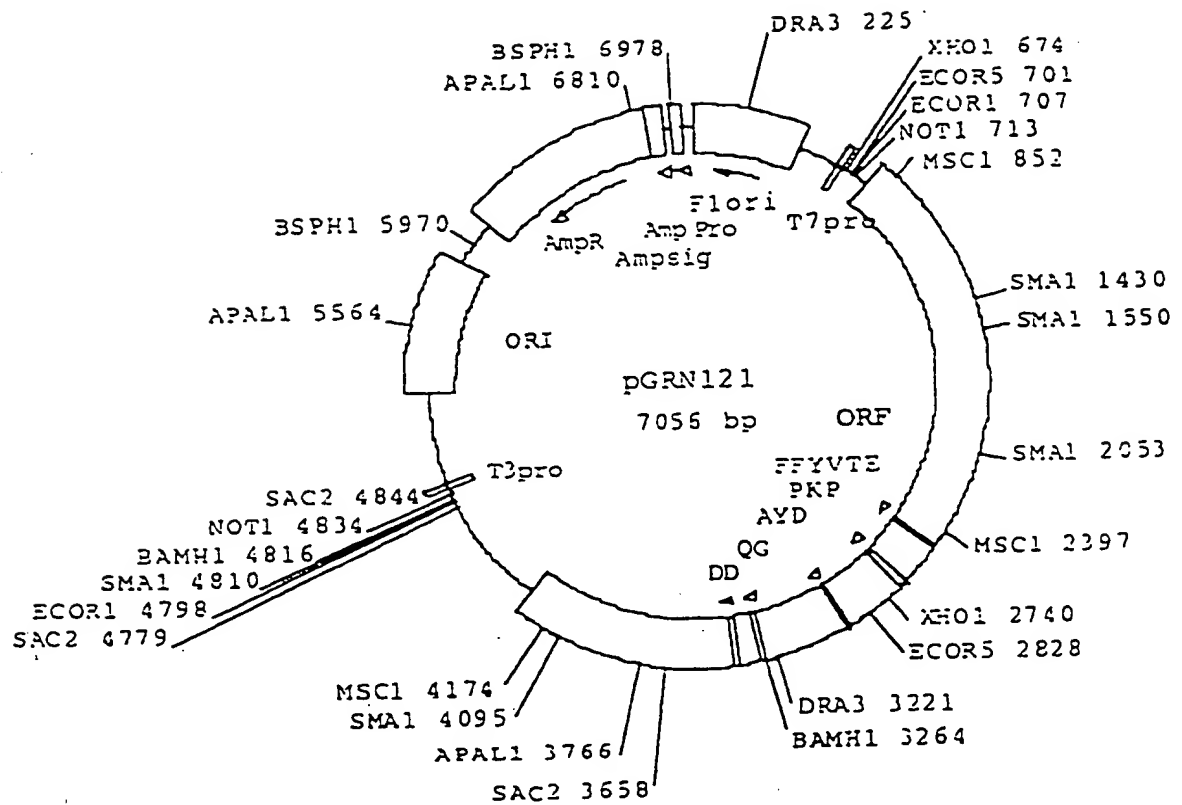 DRA3 225
BSPH1 6978
APAL1 6810
XHO1 674
ECOR5 701
ECOR1 707
NOT1 713
MSC1 852
F1ori
T7pro
Amp Pro
AmpR
Ampsig
BSPH1 5970
APAL1 5564
ORI
SMA1 1430
SMA1 1550
pGRN121
7056 bp
ORF
SMA1 2053
FFYVTE
PKP
AYD
QG
DD
T3pro
SAC2 4844
NOT1 4834
BAMH1 4816
SMA1 4810
ECOR1 4798
SAC2 4779
MSC1 2397
XHO1 2740
ECOR5 2828
MSC1 4174
SMA1 4095
DRA3 3221
BAMH1 3264
APAL1 3766
SAC2 3658